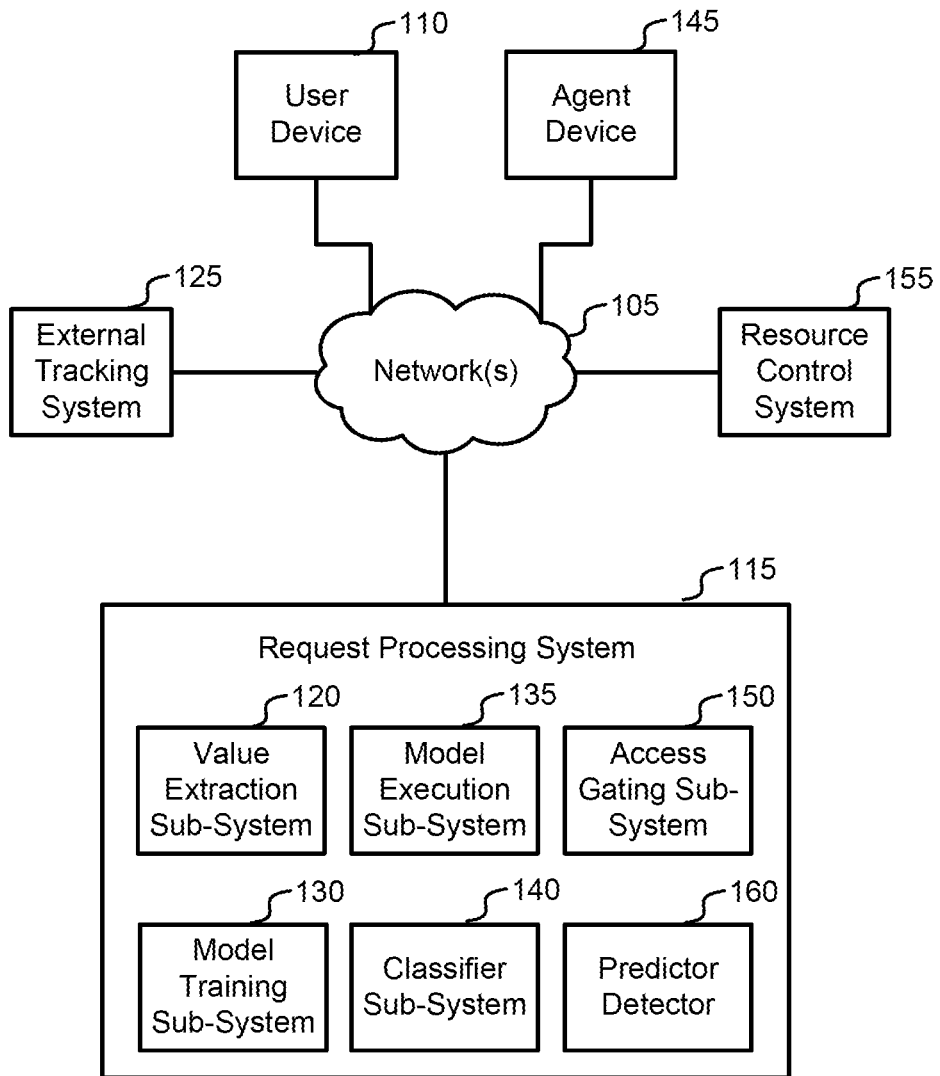 110
User
Device
145
Agent
Device
125
External
Tracking
System
105
Network(s)
155
Resource
Control
System
115
Request Processing System
120
Value
Extraction
Sub-System
135
Model
Execution
Sub-System
150
Access
Gating Sub-
System
130
Model
Training
Sub-System
140
Classifier
Sub-System
160
Predictor
Detector